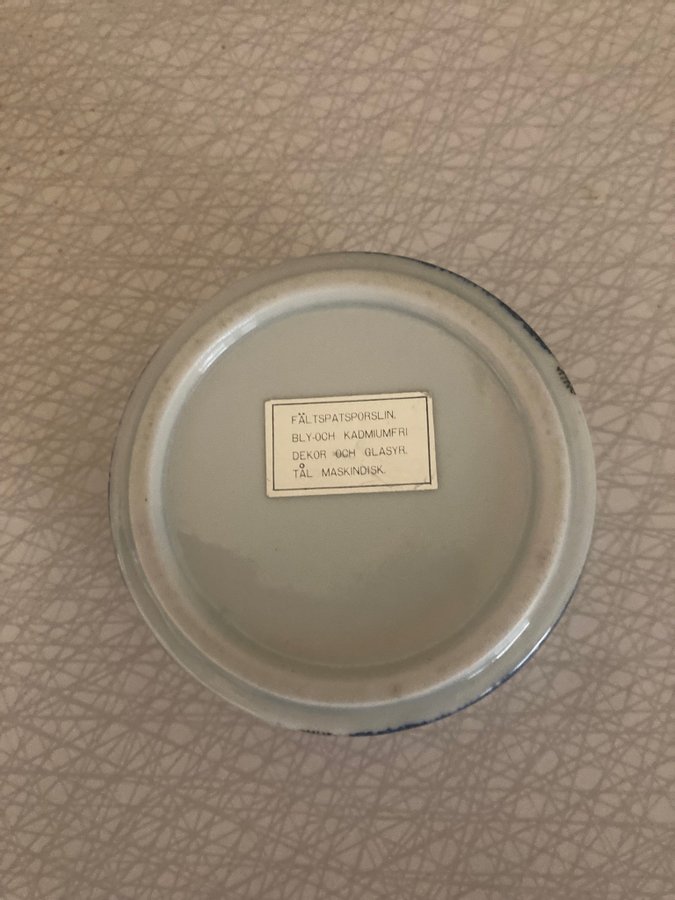 FÄLTSPATSPORSLIN.
BLY-OCH KADMIUMFRI
DEKOR OCH GLASYR.
TÅL MASKINDISK.